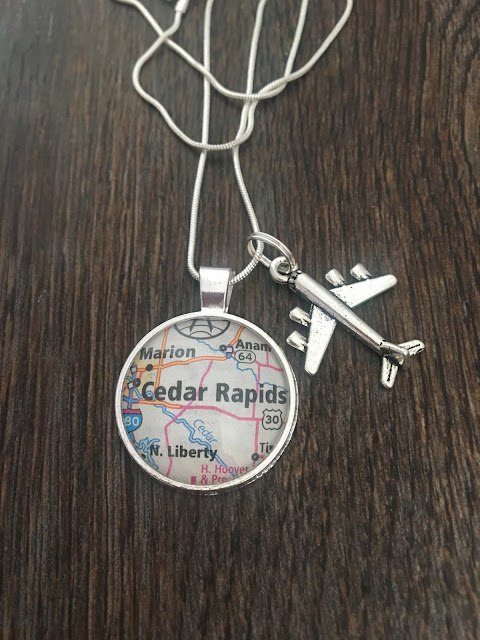 Anam
Marion
64
Cedar Rapids
80
30
Cedar
N. Liberty
Ti
H. Hoover
& Pre